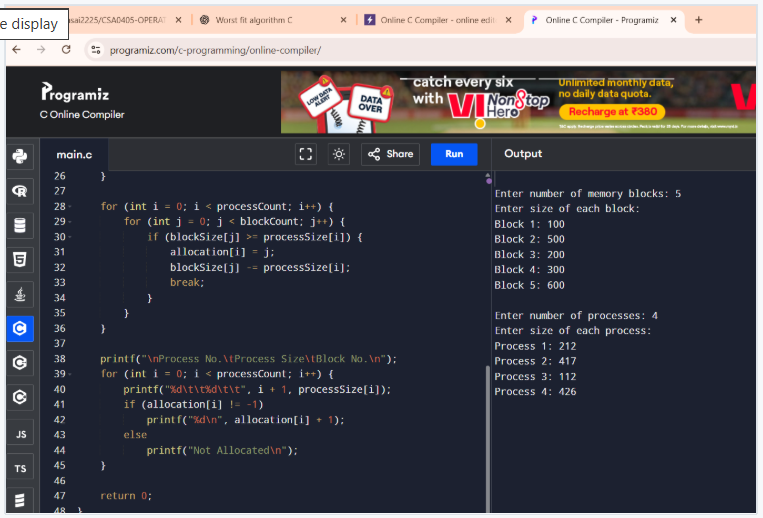 e display
sai2225/CSA0405-OPERAT
Worst fit algorithm C
Online C Compiler - online edit
Online C Compiler - Programiz
programiz.com/c-programming/online-compiler/
Programiz
C Online Compiler
LOW DATA ALERT
DATA OVER
catch every six
with VI NonStop Hero
Unlimited monthly data,
no daily data quota.
Recharge at ₹380
main.c
Share
Run
Output
26 }
27
28 for (int i = 0; i < processCount; i++) {
29 for (int j = 0; j < blockCount; j++) {
30 if (blockSize[j] >= processSize[i]) {
31 allocation[i] = j;
32 blockSize[j] -= processSize[i];
33 break;
34 }
35 }
36 }
37
38 printf("\nProcess No.\tProcess Size\tBlock No.\n");
39 for (int i = 0; i < processCount; i++) {
40 printf("%d\t\t%d\t\t", i + 1, processSize[i]);
41 if (allocation[i] != -1)
42 printf("%d\n", allocation[i] + 1);
43 else
44 printf("Not Allocated\n");
45 }
46
47 return 0;
48 }
JS
TS
Enter number of memory blocks: 5
Enter size of each block:
Block 1: 100
Block 2: 500
Block 3: 200
Block 4: 300
Block 5: 600
Enter number of processes: 4
Enter size of each process:
Process 1: 212
Process 2: 417
Process 3: 112
Process 4: 426